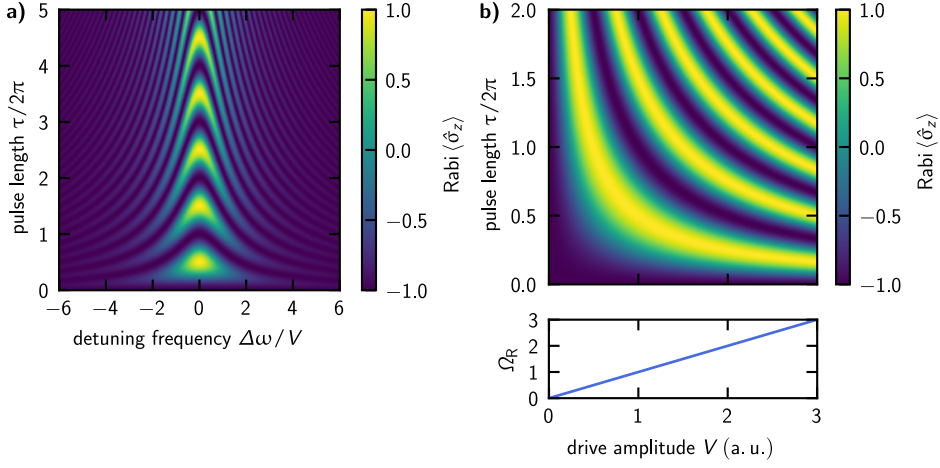 a)
5
4
3
2
1
0
pulse length τ/2π
−6 −4 −2 0 2 4 6
detuning frequency Δω/V
1.0
0.5
0.0
−0.5
−1.0
Rabi ⟨σ̂z⟩
b)
2.0
1.5
1.0
0.5
0.0
pulse length τ/2π
1.0
0.5
0.0
−0.5
−1.0
Rabi ⟨σ̂z⟩
3
2
1
0
ΩR
0 1 2 3
drive amplitude V (a. u.)